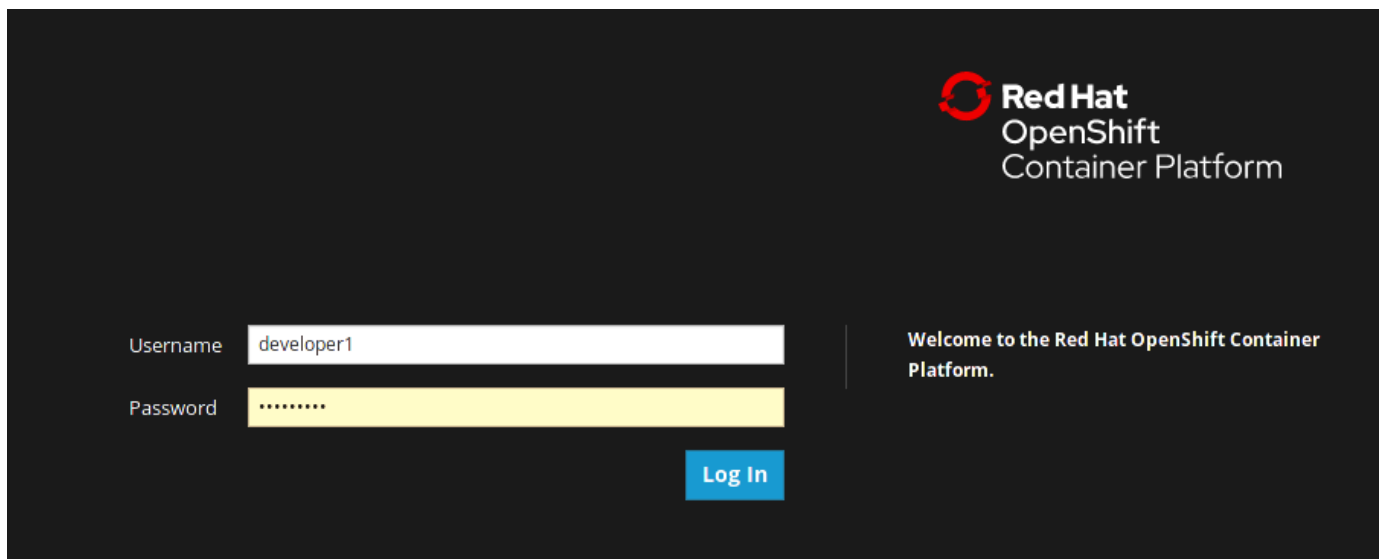 Red Hat
OpenShift
Container Platform
Username
developer1
Welcome to the Red Hat OpenShift Container
Platform.
Password
•••••••••
Log In